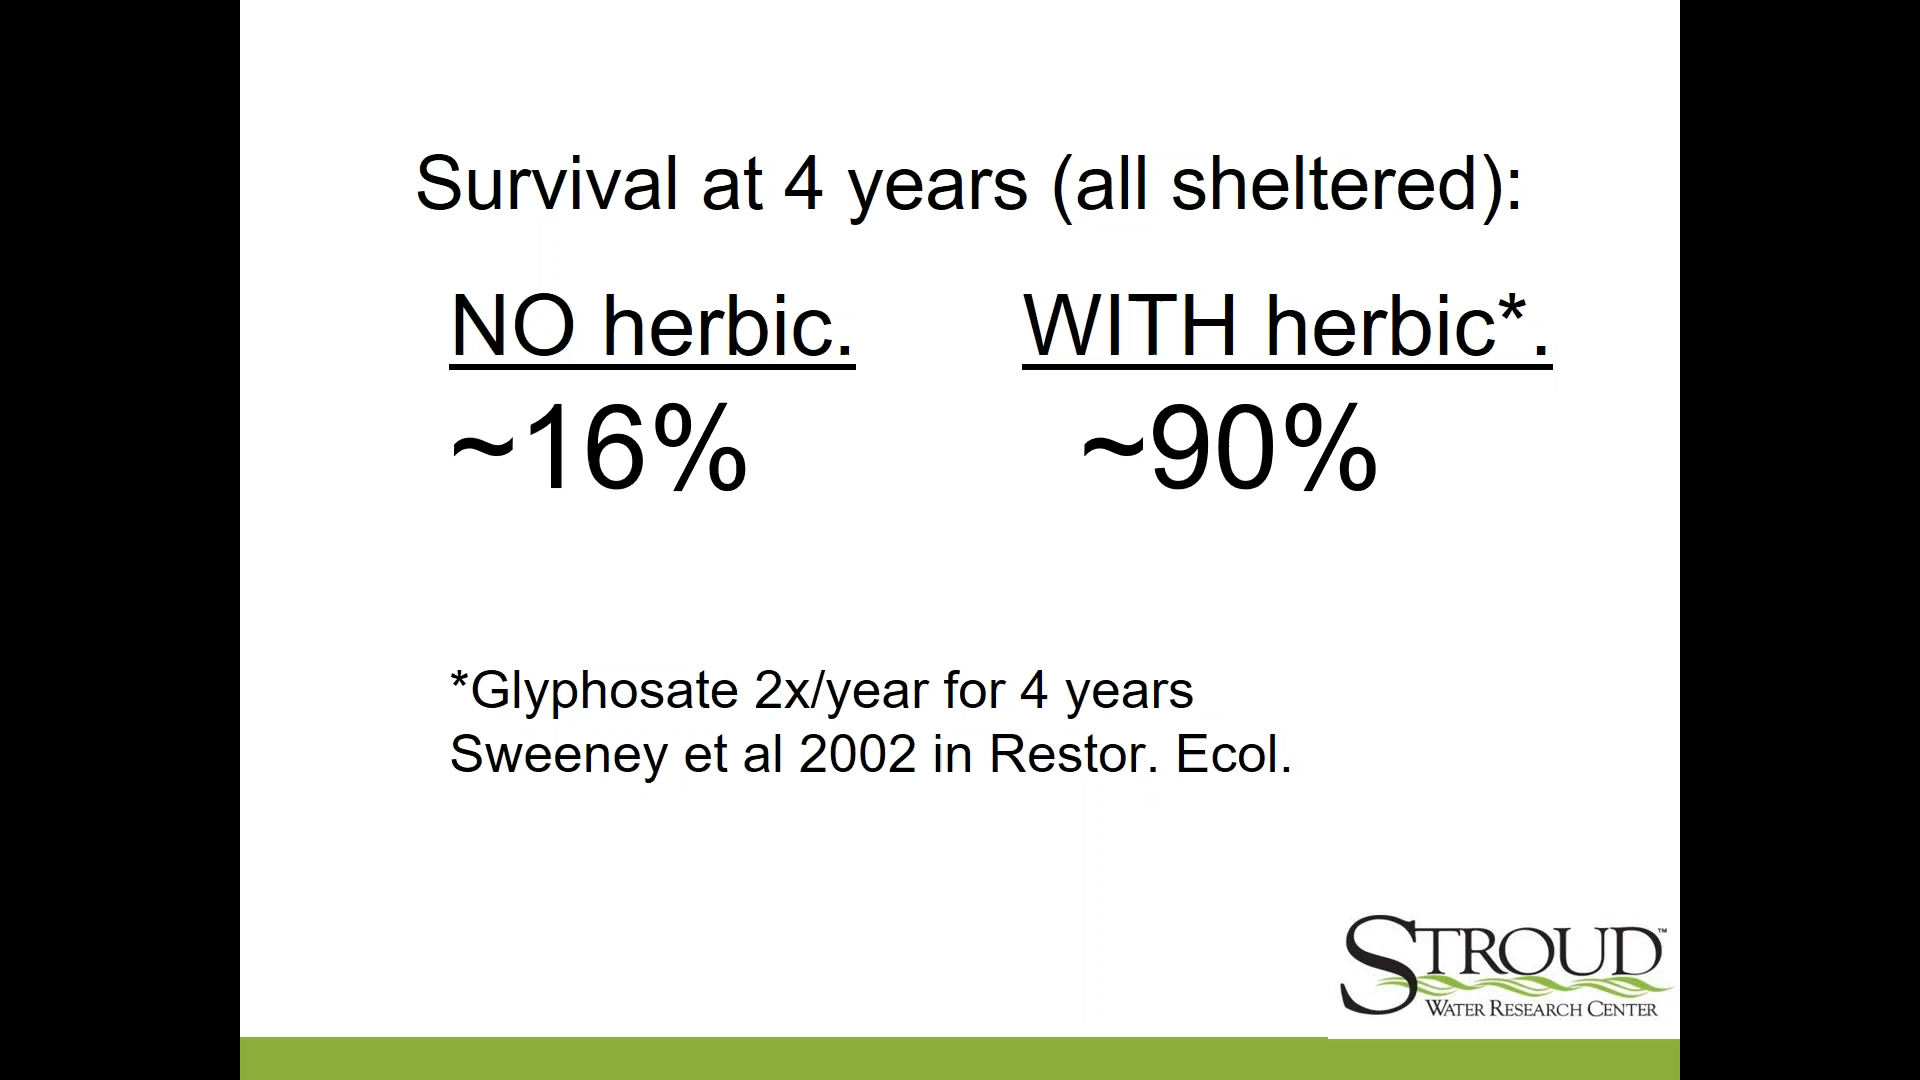 Survival at 4 years (all sheltered):
NO herbic. WITH herbic*.
~16% ~90%
*Glyphosate 2x/year for 4 years
Sweeney et al 2002 in Restor. Ecol.
STROUD™
WATER RESEARCH CENTER